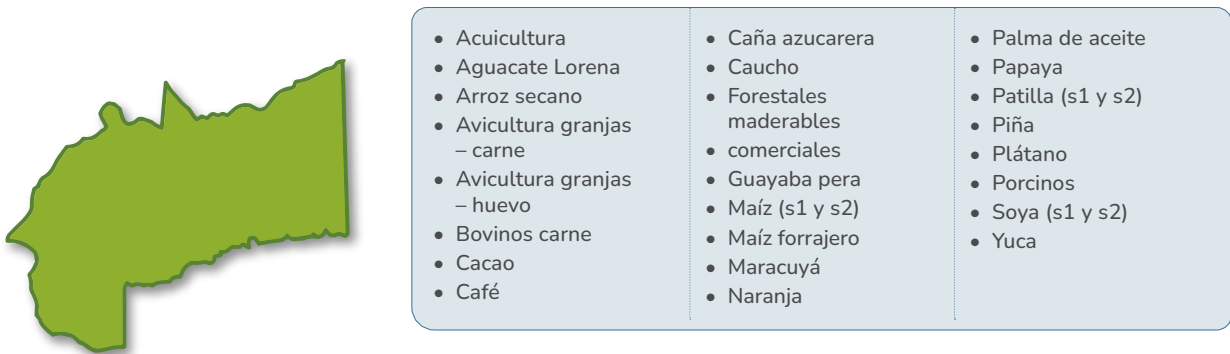 • Acuicultura
• Aguacate Lorena
• Arroz secano
• Avicultura granjas
– carne
• Avicultura granjas
– huevo
• Bovinos carne
• Cacao
• Café
• Caña azucarera
• Caucho
• Forestales
maderables
• comerciales
• Guayaba pera
• Maíz (s1 y s2)
• Maíz forrajero
• Maracuyá
• Naranja
• Palma de aceite
• Papaya
• Patilla (s1 y s2)
• Piña
• Plátano
• Porcinos
• Soya (s1 y s2)
• Yuca